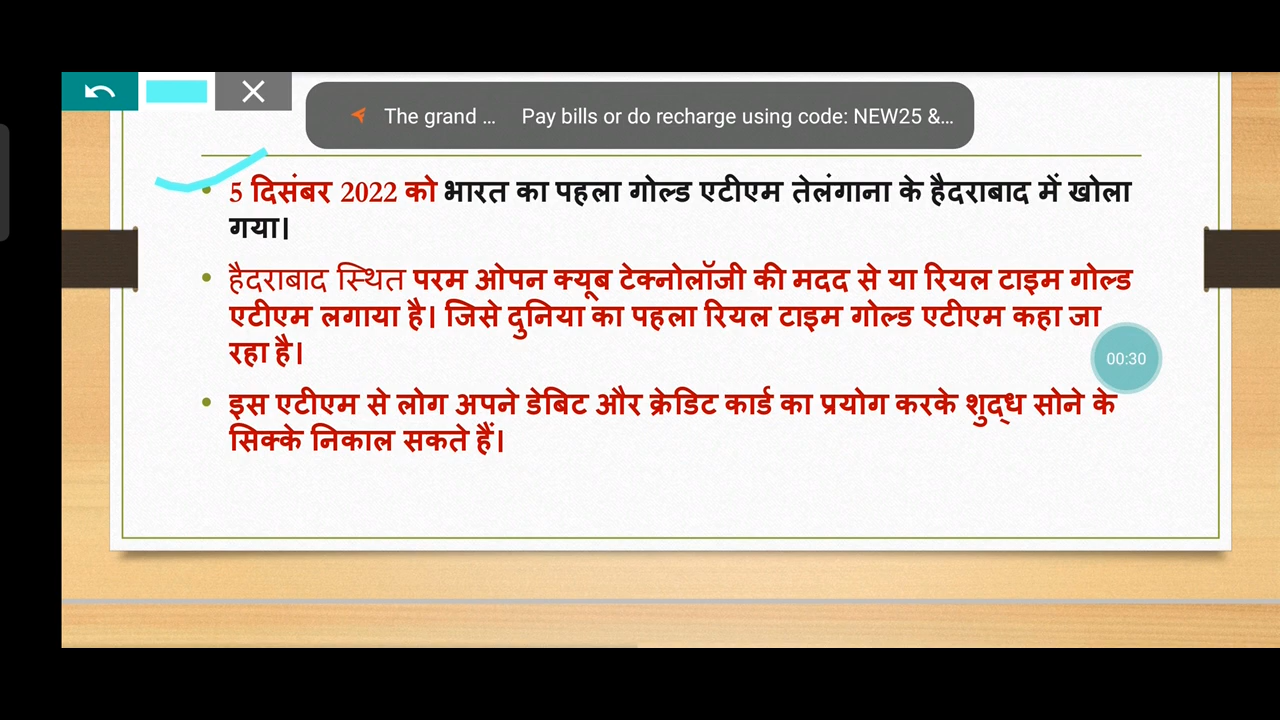 The grand ... Pay bills or do recharge using code: NEW25 &...
5 दिसंबर 2022 को भारत का पहला गोल्ड एटीएम तेलंगाना के हैदराबाद में खोला
गया।
हैदराबाद स्थित परम ओपन क्यूब टेक्नोलॉजी की मदद से या रियल टाइम गोल्ड
एटीएम लगाया है। जिसे दुनिया का पहला रियल टाइम गोल्ड एटीएम कहा जा
रहा है।
00:30
इस एटीएम से लोग अपने डेबिट और क्रेडिट कार्ड का प्रयोग करके शुद्ध सोने के
सिक्के निकाल सकते हैं।